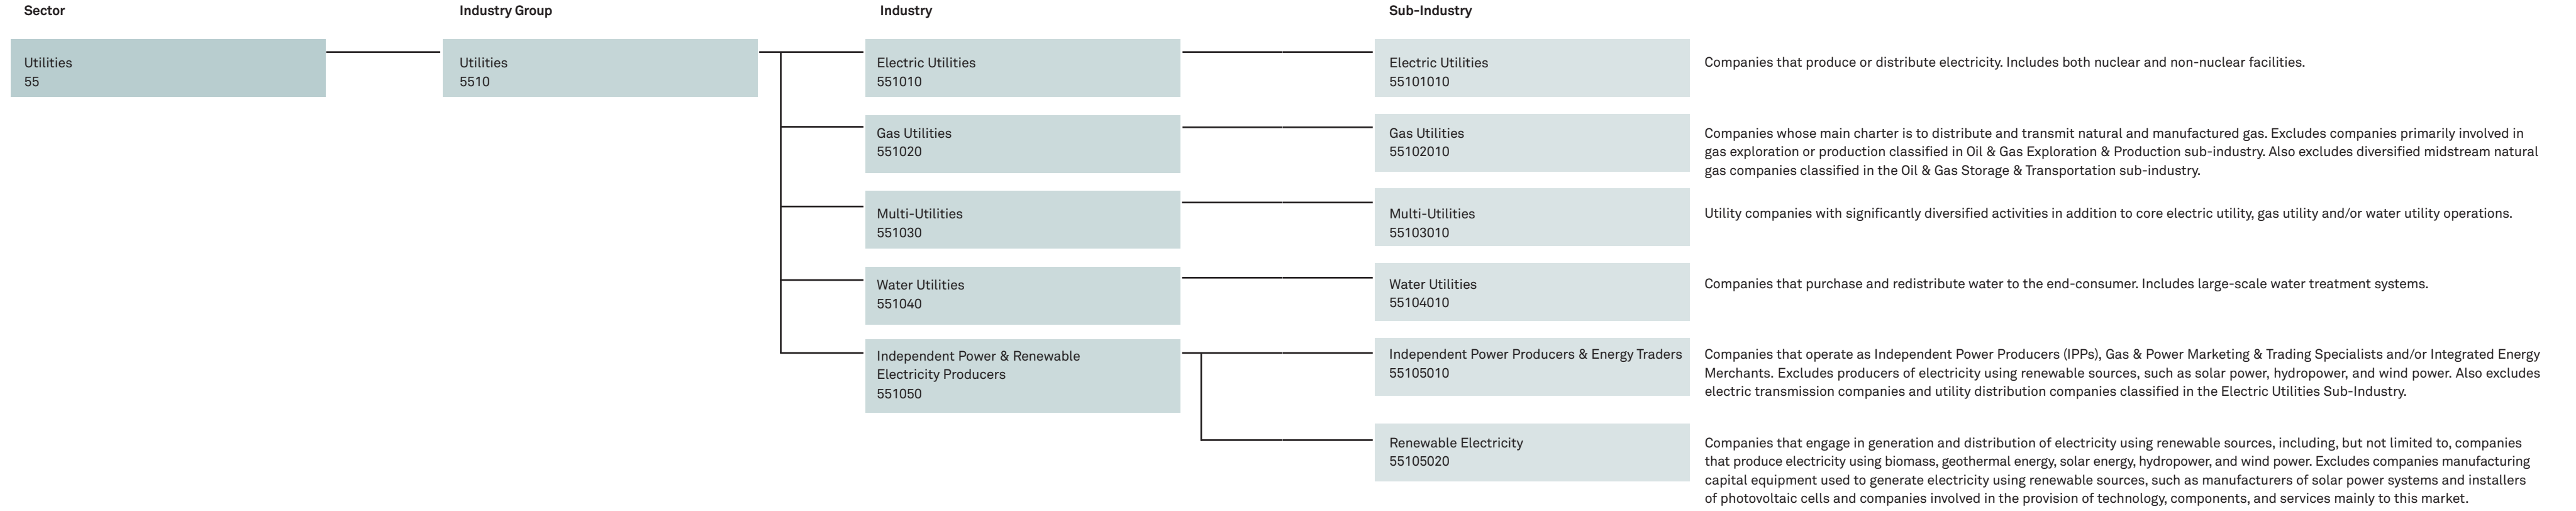 Sector
Industry Group
Industry
Sub-Industry
Utilities
55
Utilities
5510
Electric Utilities
551010
Electric Utilities
55101010
Companies that produce or distribute electricity. Includes both nuclear and non-nuclear facilities.
Gas Utilities
551020
Gas Utilities
55102010
Companies whose main charter is to distribute and transmit natural and manufactured gas. Excludes companies primarily involved in
gas exploration or production classified in Oil & Gas Exploration & Production sub-industry. Also excludes diversified midstream natural
gas companies classified in the Oil & Gas Storage & Transportation sub-industry.
Multi-Utilities
551030
Multi-Utilities
55103010
Utility companies with significantly diversified activities in addition to core electric utility, gas utility and/or water utility operations.
Water Utilities
551040
Water Utilities
55104010
Companies that purchase and redistribute water to the end-consumer. Includes large-scale water treatment systems.
Independent Power & Renewable
Electricity Producers
551050
Independent Power Producers & Energy Traders
55105010
Companies that operate as Independent Power Producers (IPPs), Gas & Power Marketing & Trading Specialists and/or Integrated Energy
Merchants. Excludes producers of electricity using renewable sources, such as solar power, hydropower, and wind power. Also excludes
electric transmission companies and utility distribution companies classified in the Electric Utilities Sub-Industry.
Renewable Electricity
55105020
Companies that engage in generation and distribution of electricity using renewable sources, including, but not limited to, companies
that produce electricity using biomass, geothermal energy, solar energy, hydropower, and wind power. Excludes companies manufacturing
capital equipment used to generate electricity using renewable sources, such as manufacturers of solar power systems and installers
of photovoltaic cells and companies involved in the provision of technology, components, and services mainly to this market.